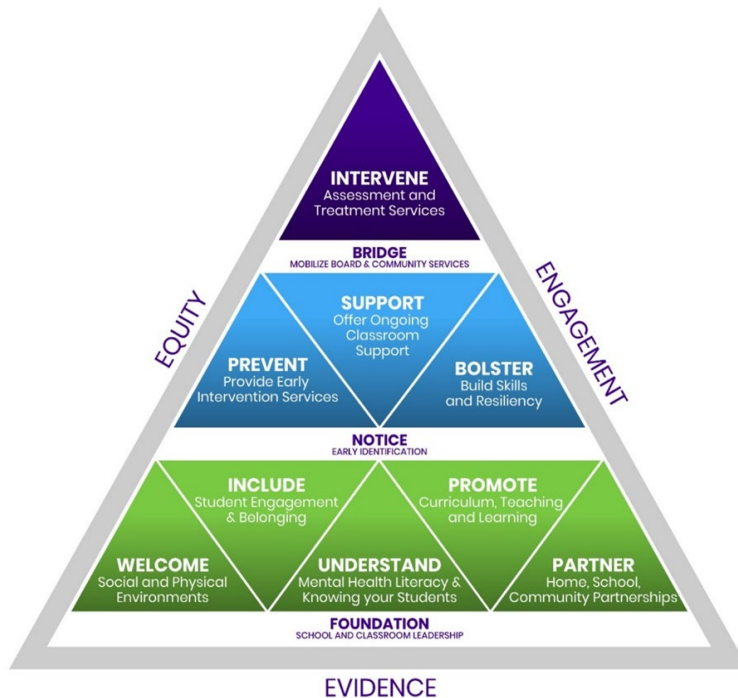 INTERVENE
Assessment and
Treatment Services
BRIDGE
MOBILIZE BOARD & COMMUNITY SERVICES
EQUITY
ENGAGEMENT
SUPPORT
Offer Ongoing
Classroom
Support
PREVENT
Provide Early
Intervention Services
BOLSTER
Build Skills
and Resiliency
NOTICE
EARLY IDENTIFICATION
INCLUDE
Student Engagement
& Belonging
PROMOTE
Curriculum, Teaching
and Learning
WELCOME
Social and Physical
Environments
UNDERSTAND
Mental Health Literacy &
Knowing your Students
PARTNER
Home, School,
Community Partnerships
FOUNDATION
SCHOOL AND CLASSROOM LEADERSHIP
EVIDENCE